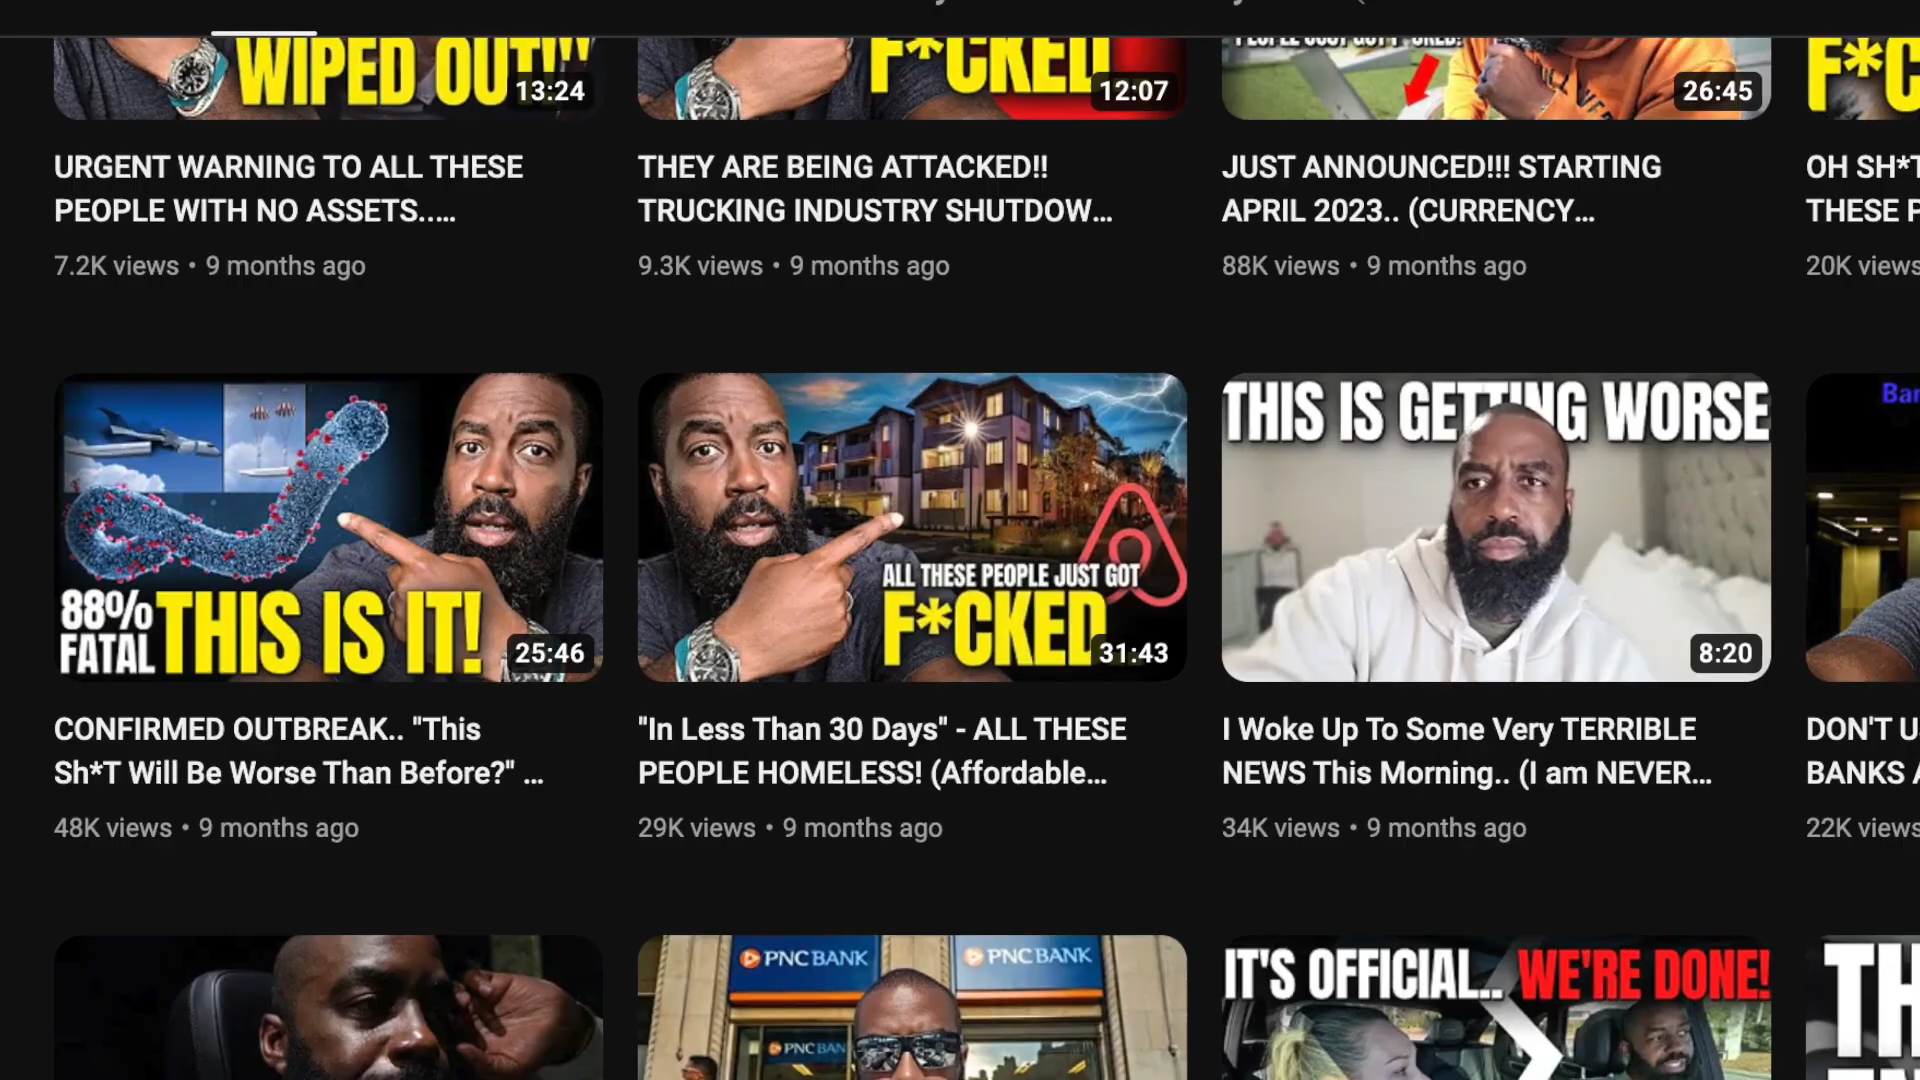 WIPED OUT!!!
13:24
F*CKED
12:07
26:45
URGENT WARNING TO ALL THESE
PEOPLE WITH NO ASSETS.....
7.2K views • 9 months ago
THEY ARE BEING ATTACKED!!
TRUCKING INDUSTRY SHUTDOW...
9.3K views • 9 months ago
JUST ANNOUNCED!!! STARTING
APRIL 2023.. (CURRENCY...
88K views • 9 months ago
OH SH*T
THESE P
20K views
88%
FATAL
THIS IS IT!
25:46
ALL THESE PEOPLE JUST GOT
F*CKED
31:43
THIS IS GETTING WORSE
8:20
Ban
CONFIRMED OUTBREAK.. "This
Sh*T Will Be Worse Than Before?" ...
48K views • 9 months ago
"In Less Than 30 Days" - ALL THESE
PEOPLE HOMELESS! (Affordable...
29K views • 9 months ago
I Woke Up To Some Very TERRIBLE
NEWS This Morning.. (I am NEVER...
34K views • 9 months ago
DON'T U
BANKS A
22K views
PNC BANK
PNC BANK
PNC BAN
IT'S OFFICIAL.. WE'RE DONE!
TH